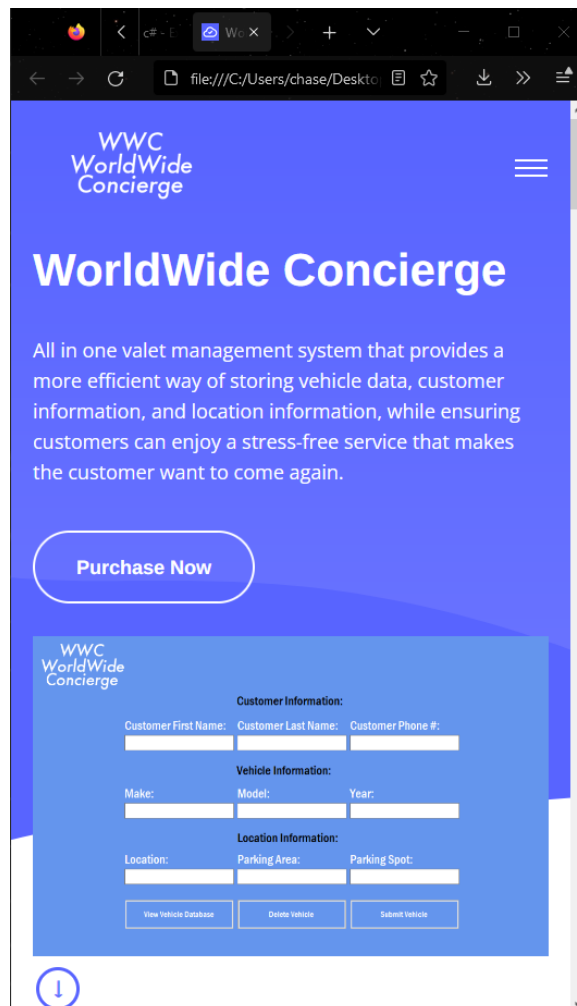 c# - E
Wo
file:///C:/Users/chase/Deskto
WWC
WorldWide
Concierge
WorldWide Concierge
All in one valet management system that provides a
more efficient way of storing vehicle data, customer
information, and location information, while ensuring
customers can enjoy a stress-free service that makes
the customer want to come again.
Purchase Now
WWC
WorldWide
Concierge
Customer Information:
Customer First Name: Customer Last Name: Customer Phone #:
Vehicle Information:
Make: Model: Year:
Location Information:
Location: Parking Area: Parking Spot:
View Vehicle Database Delete Vehicle Submit Vehicle